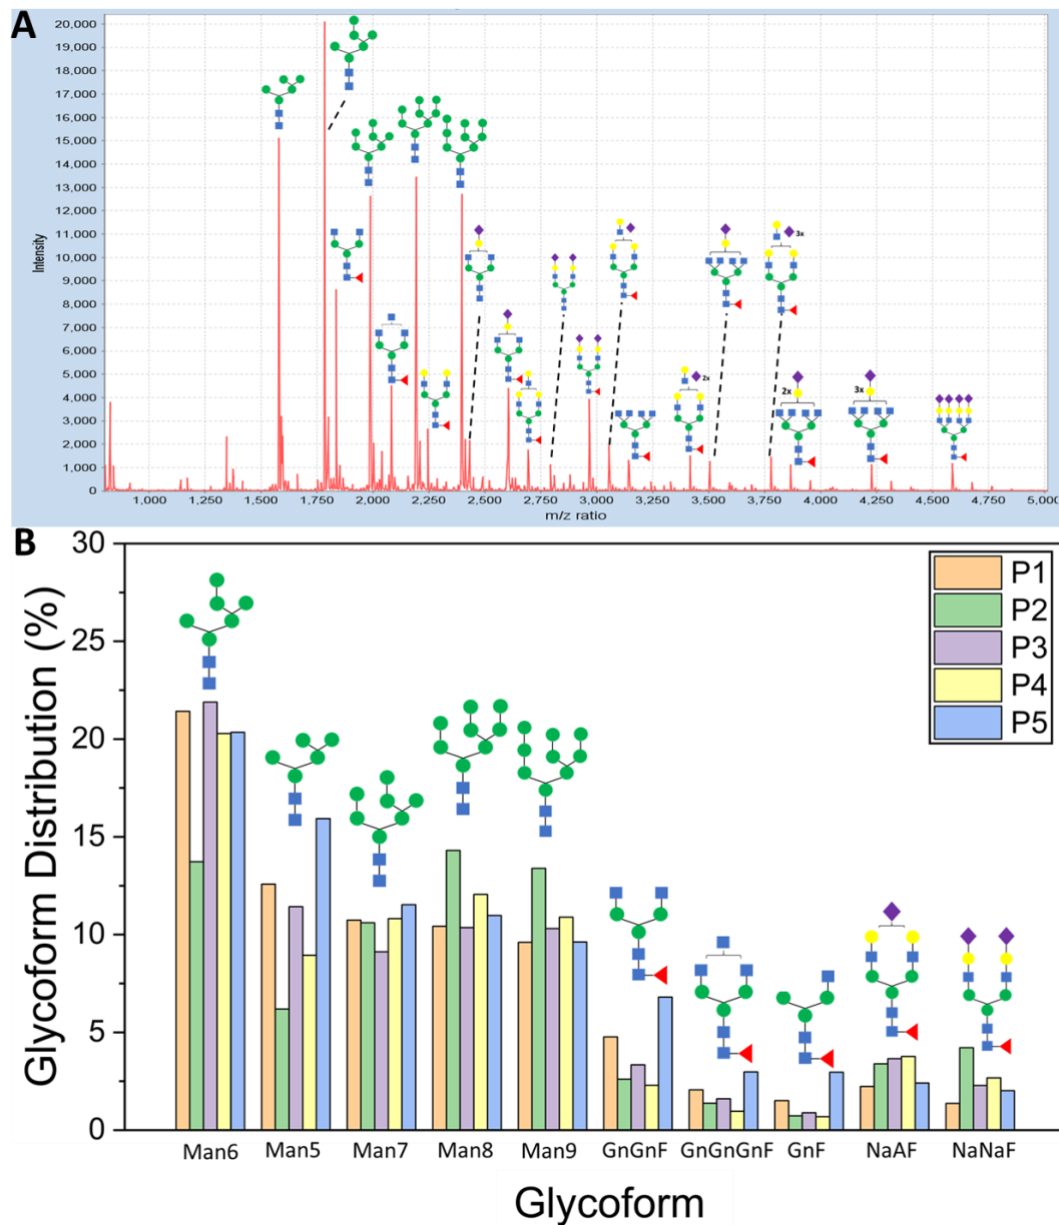 A
20,000
19,000
18,000
17,000
16,000
15,000
14,000
13,000
12,000
11,000
10,000
9,000
8,000
7,000
6,000
5,000
4,000
3,000
2,000
1,000
0
Intensity
3x
2x
2x
3x
1,000 1,250 1,500 1,750 2,000 2,250 2,500 2,750 3,000 3,250 3,500 3,750 4,000 4,250 4,500 4,750 5,000
m/z ratio
B
30
25
20
15
10
5
0
Glycoform Distribution (%)
P1
P2
P3
P4
P5
Man6 Man5 Man7 Man8 Man9 GnGnF GnGnGnF GnF NaAF NaNaF
Glycoform